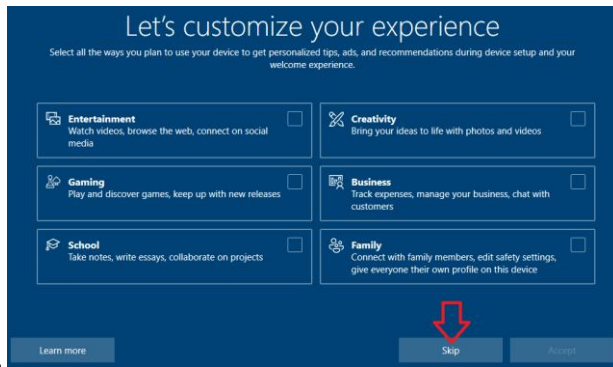 Let's customize your experience
Select all the ways you plan to use your device to get personalized tips, ads, and recommendations during device setup and your
welcome experience.
Entertainment
Watch videos, browse the web, connect on social
media
Creativity
Bring your ideas to life with photos and videos
Gaming
Play and discover games, keep up with new releases
Business
Track expenses, manage your business, chat with
customers
School
Take notes, write essays, collaborate on projects
Family
Connect with family members, edit safety settings,
give everyone their own profile on this device
Learn more
Skip
Accept